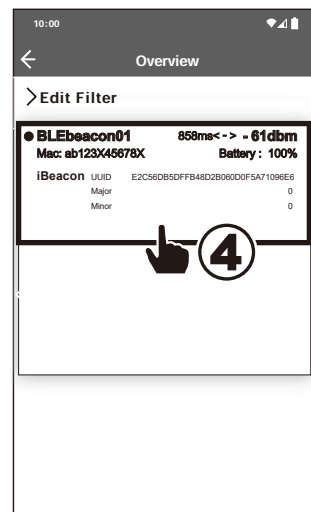 10:00
Overview
Edit Filter
BLEbeacon01 858ms<-> -61dbm
Mac: ab123X45678X Battery : 100%
iBeacon UUID E2C56DB5DFFB48D2B060D0F5A71096E6
Major 0
Minor 0
4